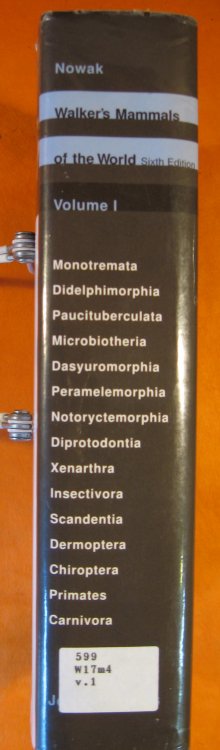 Nowak
Walker's Mammals
of the World Sixth Edition
Volume I
Monotremata
Didelphimorphia
Paucituberculata
Microbiotheria
Dasyuromorphia
Peramelemorphia
Notoryctemorphia
Diprotodontia
Xenarthra
Insectivora
Scandentia
Dermoptera
Chiroptera
Primates
Carnivora
599
W17m4
v.1